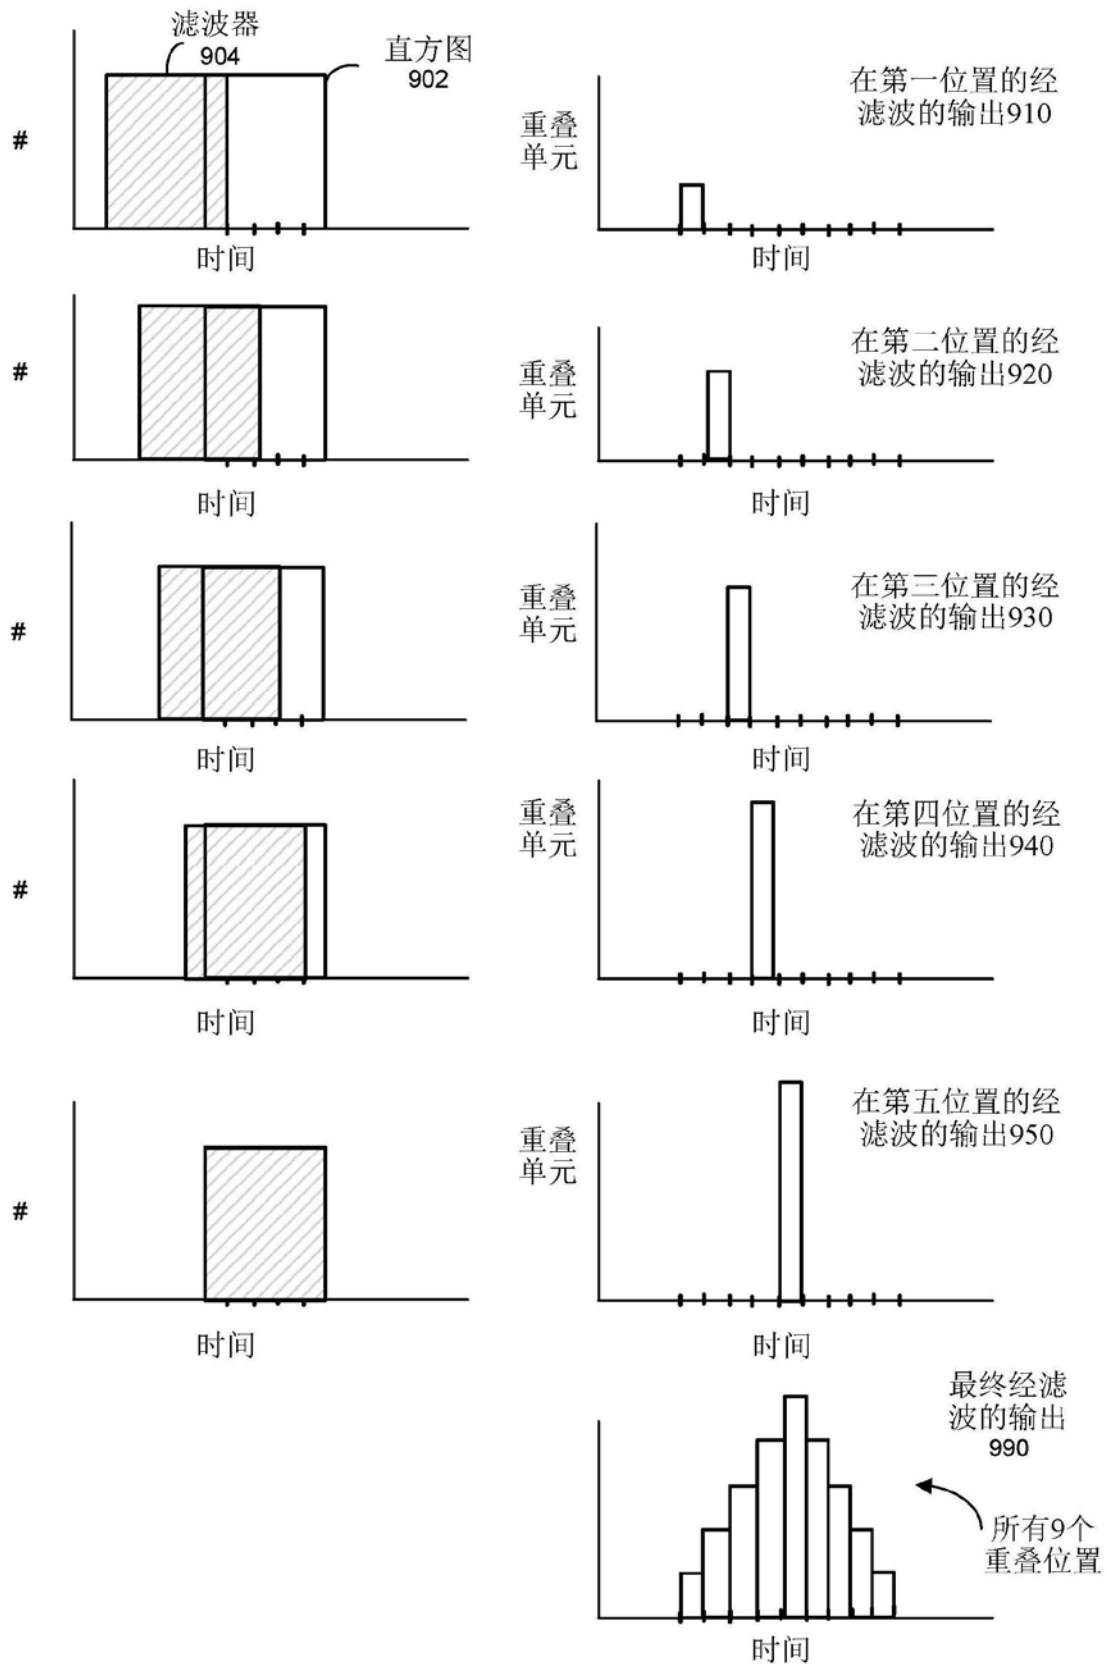 滤波器
904
直方图
902
#
时间
重叠
单元
在第一位置的经
滤波的输出910
时间
#
时间
重叠
单元
在第二位置的经
滤波的输出920
时间
#
时间
重叠
单元
在第三位置的经
滤波的输出930
时间
#
时间
重叠
单元
在第四位置的经
滤波的输出940
时间
#
时间
重叠
单元
在第五位置的经
滤波的输出950
时间
最终经滤
波的输出
990
所有9个
重叠位置
时间